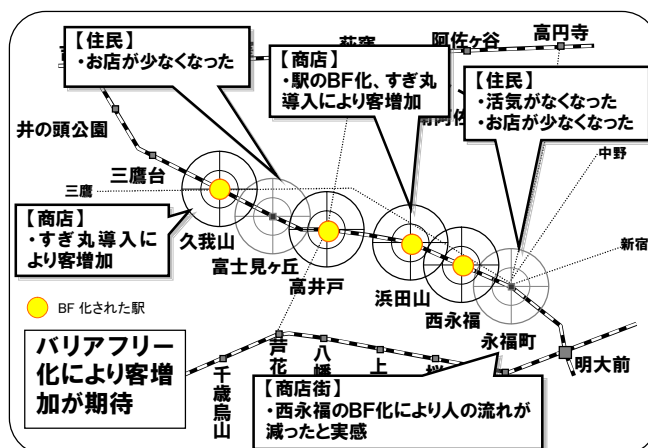 【住民】
・お店が少なくなった
荻窪
阿佐ヶ谷
高円寺
【商店】
・駅のBF化、すぎ丸
導入により客増加
【住民】
・活気がなくなった
・お店が少なくなった
井の頭公園
三鷹台
三鷹
中野
新宿
【商店】
・すぎ丸導入に
より客増加
久我山
富士見ヶ丘
高井戸
浜田山
西永福
永福町
明大前
BF 化された駅
バリアフリー
化により客増
加が期待
千歳烏山
芦花
八幡
上
桜
【商店街】
・西永福のBF化により人の流れが
減ったと実感